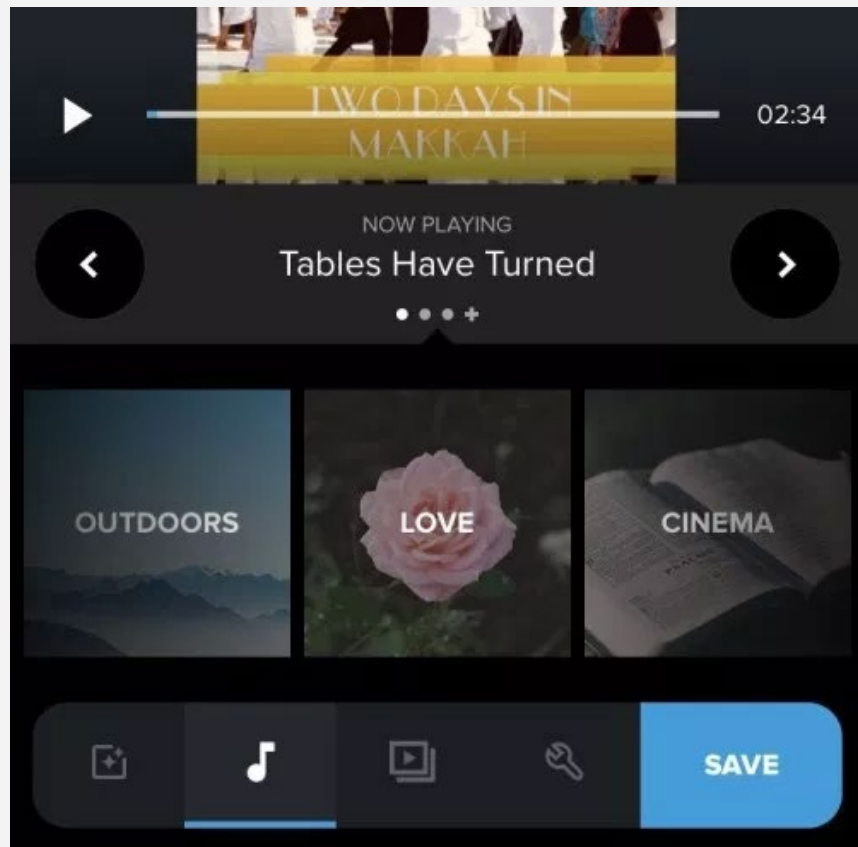 TWO DAYS IN
MAKKAH
02:34
NOW PLAYING
Tables Have Turned
OUTDOORS
LOVE
CINEMA
SAVE